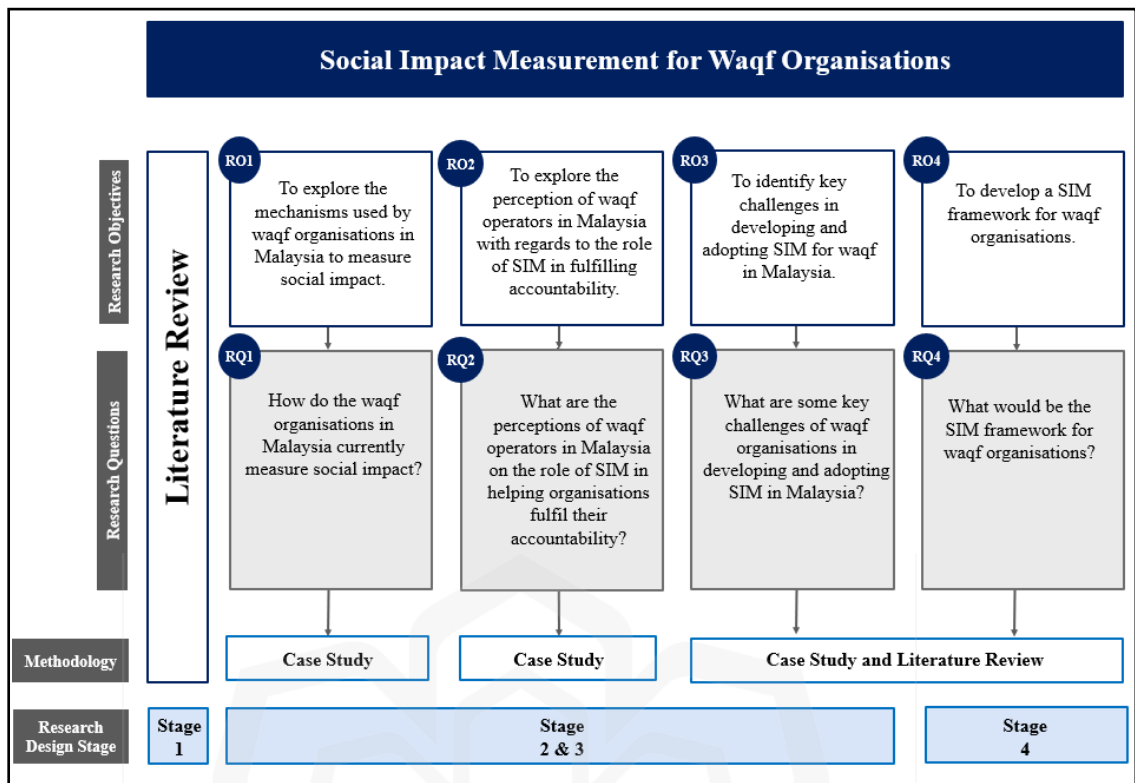 Social Impact Measurement for Waqf Organisations
Research Objectives
Literature Review
RO1
To explore the
mechanisms used by
waqf organisations in
Malaysia to measure
social impact.
RO2
To explore the
perception of waqf
operators in Malaysia
with regards to the role
of SIM in fulfilling
accountability.
RO3
To identify key
challenges in
developing and
adopting SIM for waqf
in Malaysia.
RO4
To develop a SIM
framework for waqf
organisations.
Research Questions
RQ1
How do the waqf
organisations in
Malaysia currently
measure social impact?
RQ2
What are the
perceptions of waqf
operators in Malaysia
on the role of SIM in
helping organisations
fulfil their
accountability?
RQ3
What are some key
challenges of waqf
organisations in
developing and adopting
SIM in Malaysia?
RQ4
What would be the
SIM framework for
waqf organisations?
Methodology
Case Study
Case Study
Case Study and Literature Review
Research
Design Stage
Stage
1
Stage
2 & 3
Stage
4